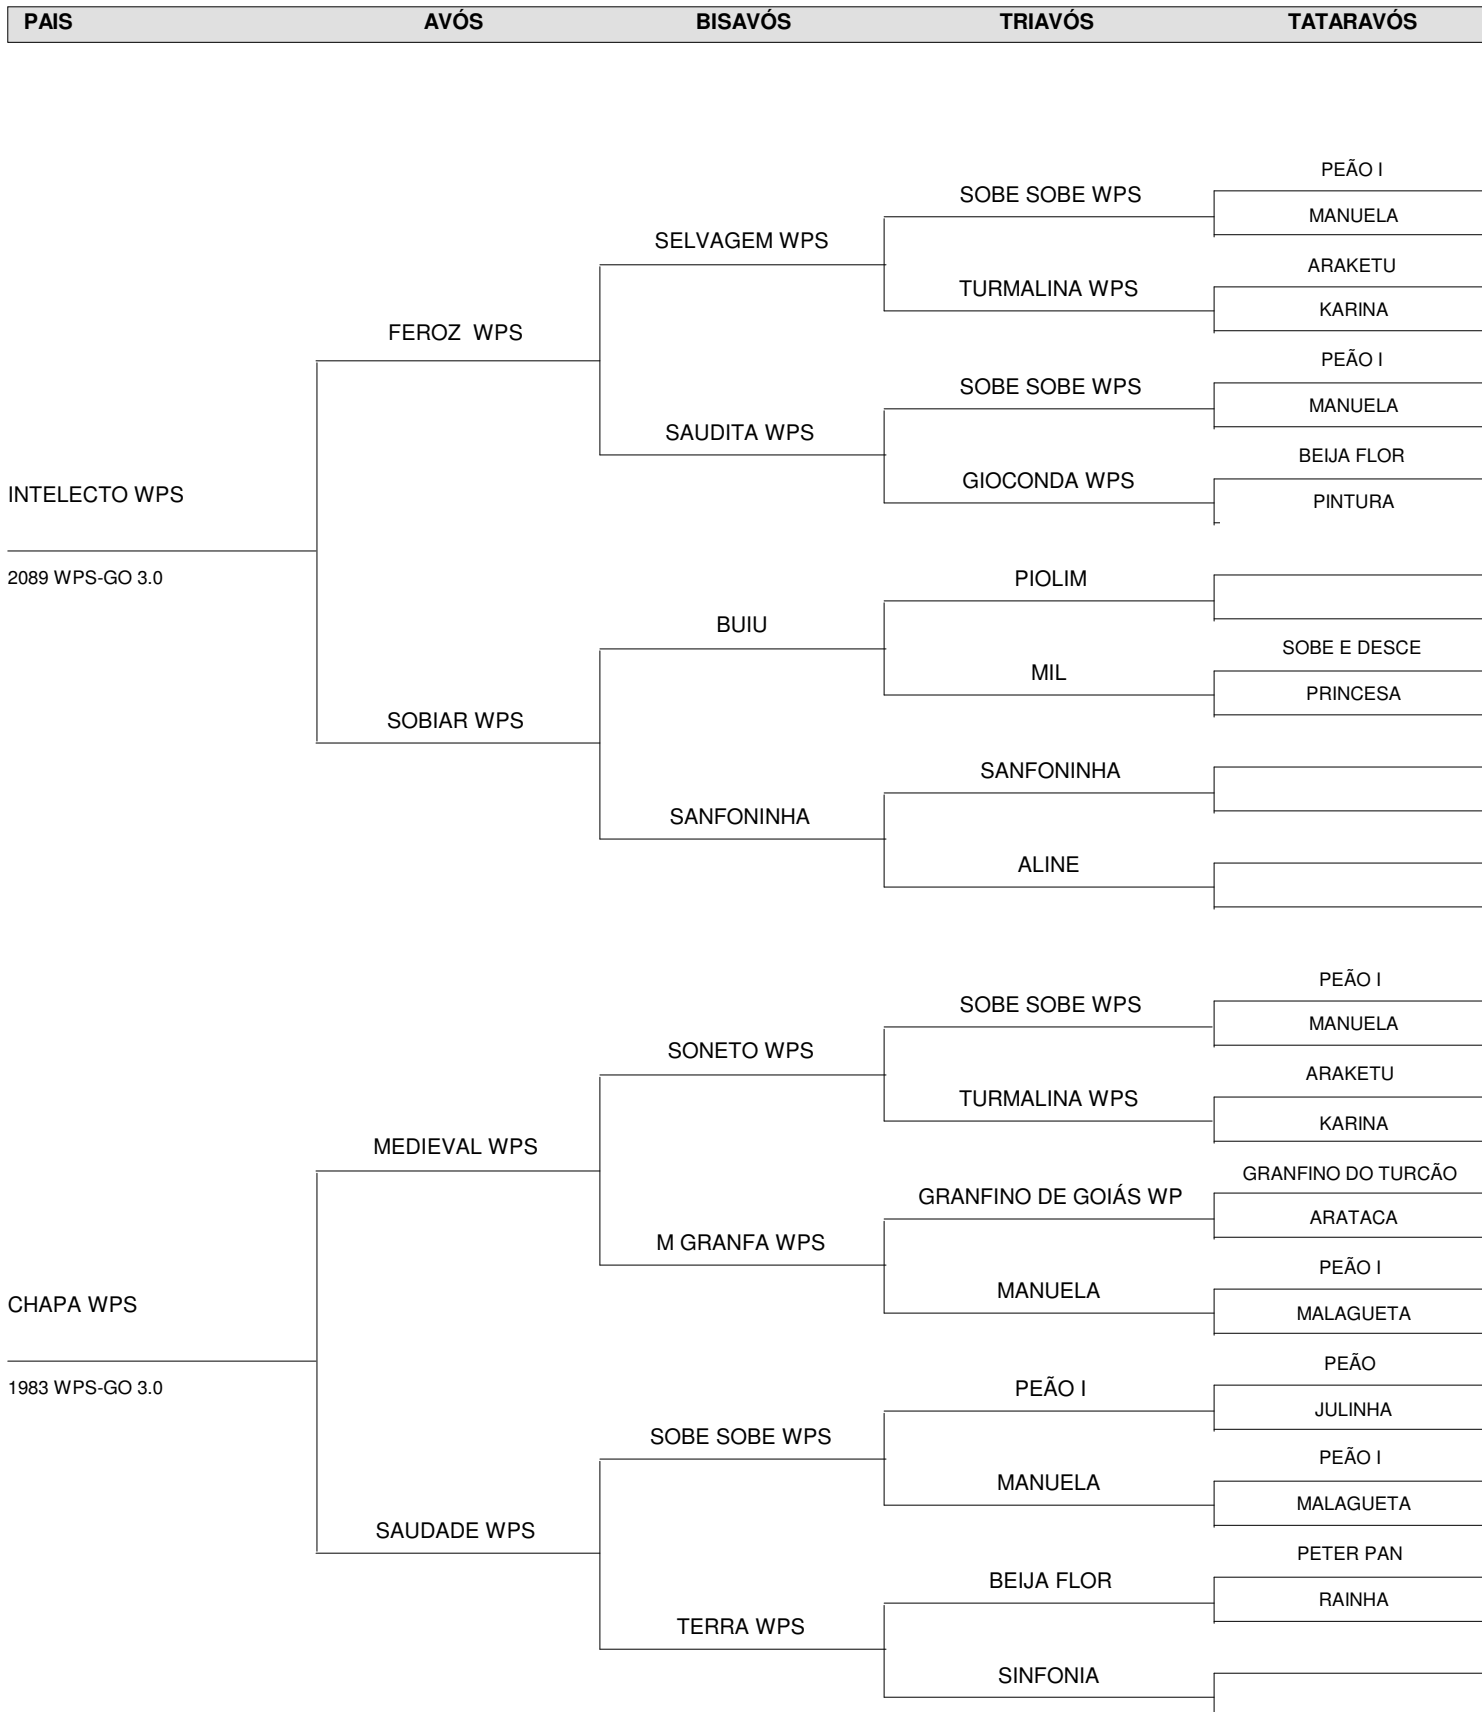 PAIS AVÓS BISAVÓS TRIAVÓS TATARAVÓS
PEÃO I
SOBE SOBE WPS
MANUELA
SELVAGEM WPS
ARAKETU
TURMALINA WPS
KARINA
FEROZ WPS
PEÃO I
SOBE SOBE WPS
MANUELA
SAUDITA WPS
BEIJA FLOR
GIOCONDA WPS
INTELECTO WPS
PINTURA
2089 WPS-GO 3.0
PIOLIM
BUIU
SOBE E DESCE
MIL
PRINCESA
SOBIAR WPS
SANFONINHA
SANFONINHA
ALINE
PEÃO I
SOBE SOBE WPS
MANUELA
SONETO WPS
ARAKETU
TURMALINA WPS
KARINA
MEDIEVAL WPS
GRANFINO DO TURCÃO
GRANFINO DE GOIÁS WP
ARATACA
M GRANFA WPS
PEÃO I
MANUELA
CHAPA WPS
MALAGUETA
PEÃO
1983 WPS-GO 3.0
PEÃO I
JULINHA
SOBE SOBE WPS
PEÃO I
MANUELA
MALAGUETA
SAUDADE WPS
PETER PAN
BEIJA FLOR
RAINHA
TERRA WPS
SINFONIA